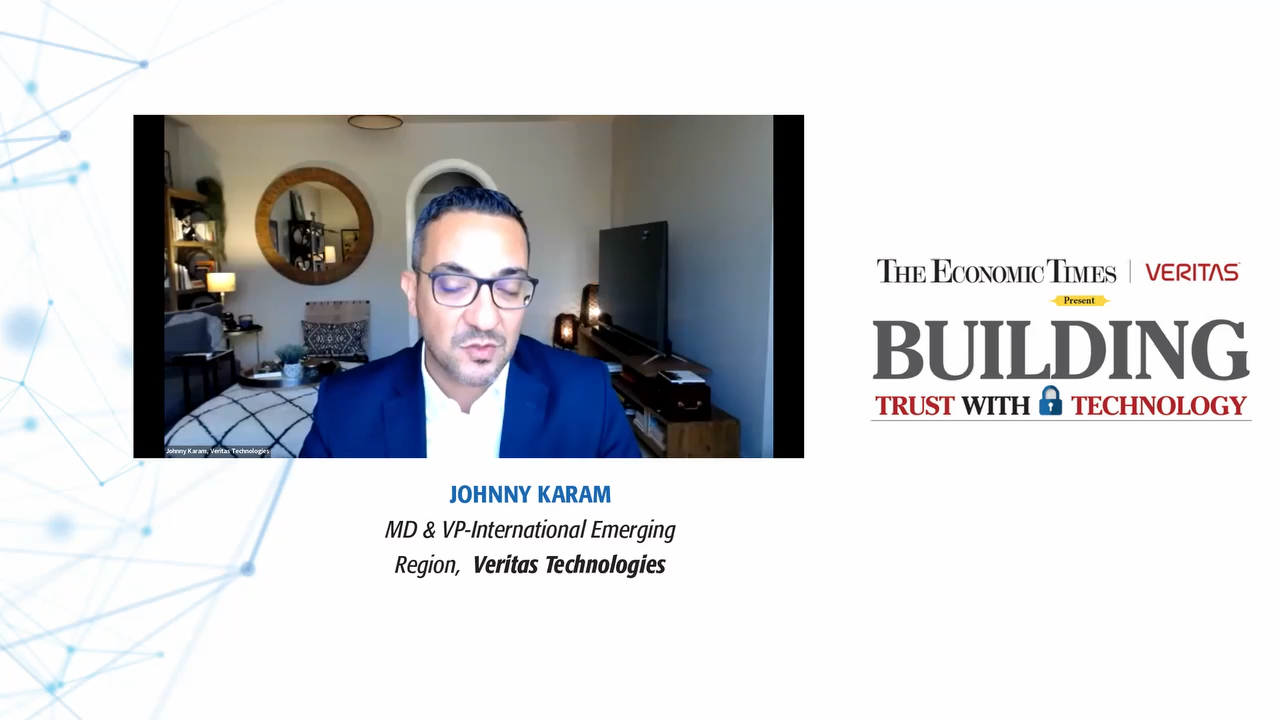 Johnny Karam, Veritas Technologies
JOHNNY KARAM
MD & VP-International Emerging
Region, Veritas Technologies
THE ECONOMIC TIMES | VERITAS
Present
BUILDING
TRUST WITH TECHNOLOGY